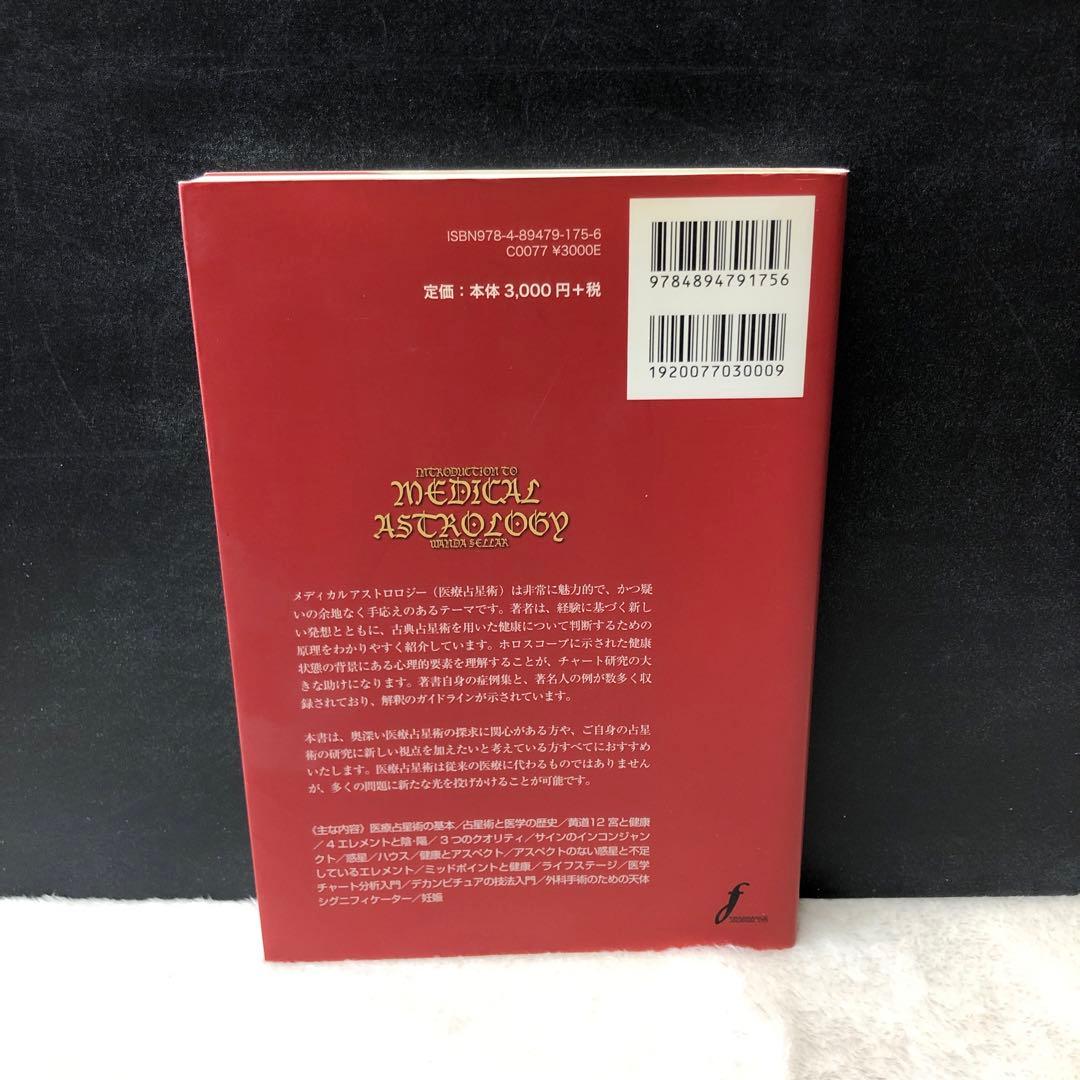 ISBN978-4-89479-175-6
C0077 ¥3000E
定価：本体 3,000 円＋税
9784894791756
1920077030009
INTRODUCTION TO
MEDICAL
ASTROLOGY
WANDA SELLAR
メディカルアストロロジー（医療占星術）は非常に魅力的で、かつ疑
いの余地なく手応えのあるテーマです。著者は、経験に基づく新し
い発想とともに、古典占星術を用いた健康について判断するための
原理をわかりやすく紹介しています。ホロスコープに示された健康
状態の背景にある心理的要素を理解することが、チャート研究の大
きな助けになります。著書自身の症例集と、著名人の例が数多く収
録されており、解釈のガイドラインが示されています。
本書は、奥深い医療占星術の探求に関心がある方や、ご自身の占星
術の研究に新しい視点を加えたいと考えている方すべてにおすすめ
いたします。医療占星術は従来の医療に代わるものではありません
が、多くの問題に新たな光を投げかけることが可能です。
〈主な内容〉医療占星術の基本／占星術と医学の歴史／黄道12 宮と健康
／4 エレメントと陰・陽／3 つのクオリティ／サインのインコンジャン
クト／惑星／ハウス／健康とアスペクト／アスペクトのない惑星と不足
しているエレメント／ミッドポイントと健康／ライフステージ／医学
チャート分析入門／デカンビチュアの技法入門／外科手術のための天体
シグニフィケーター／妊娠
f